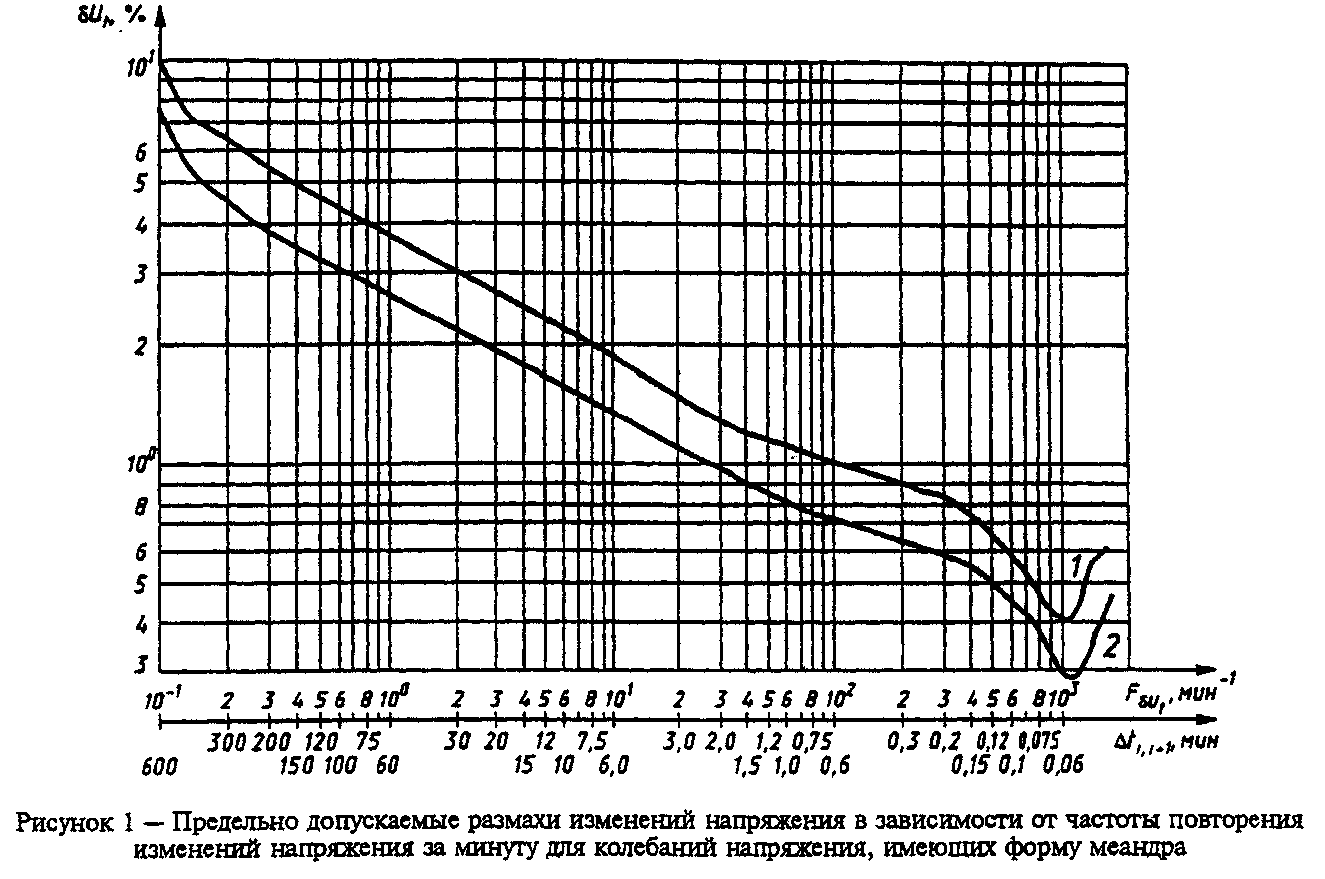 δUₜ, %
10¹
6
5
4
3
2
10⁰
8
6
5
4
3
1
2
10⁻¹ 2 3 4 5 6 8 10⁰ 2 3 4 5 6 8 10¹ 2 3 4 5 6 8 10² 2 3 4 5 6 8 10³ F δUₜ, мин⁻¹
300 200 120 75 30 20 12 7,5 3,0 2,0 1,2 0,75 0,3 0,2 0,12 0,075 Δt i,i+1, мин
600 150 100 60 15 10 6,0 1,5 1,0 0,6 0,15 0,1 0,06
Рисунок 1 — Предельно допускаемые размахи изменений напряжения в зависимости от частоты повторения
изменений напряжения за минуту для колебаний напряжения, имеющих форму меандра